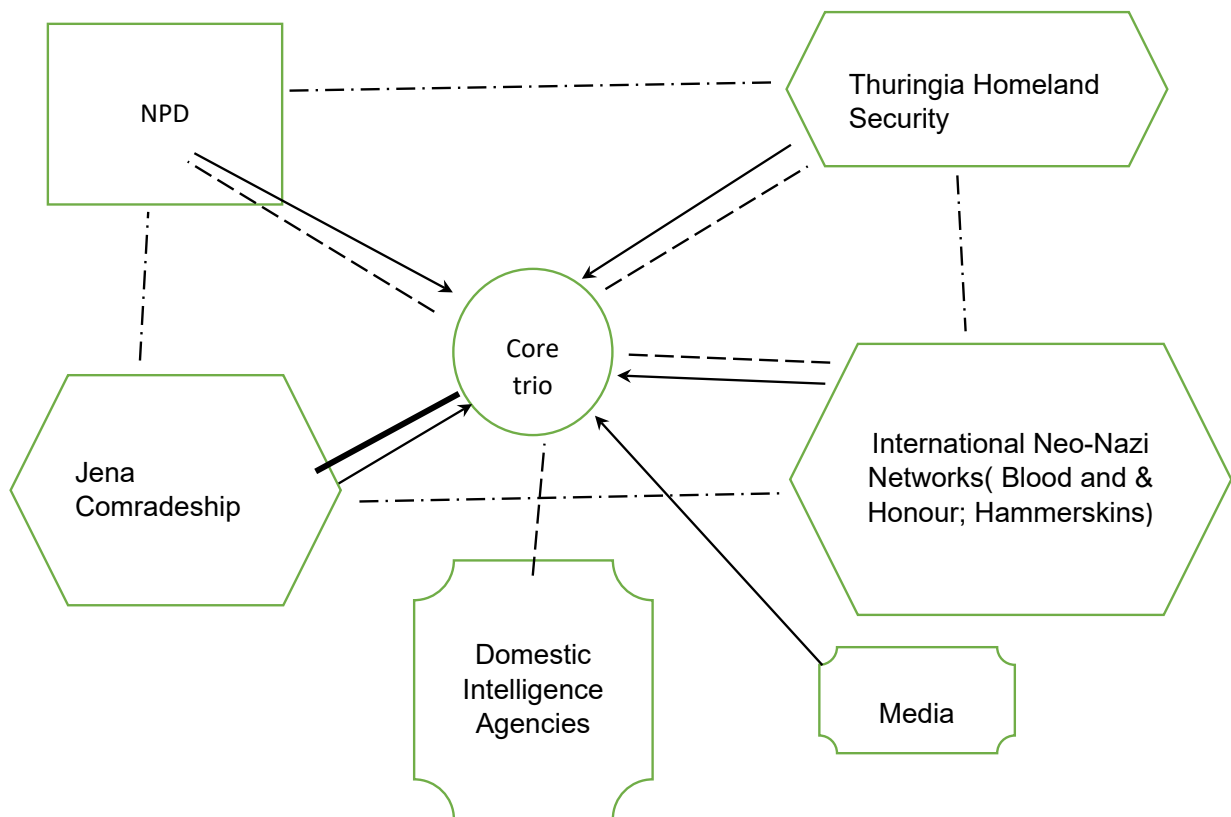 NPD
Thuringia Homeland
Security
Core
trio
Jena
Comradeship
International Neo-Nazi
Networks( Blood and &
Honour; Hammerskins)
Domestic
Intelligence
Agencies
Media